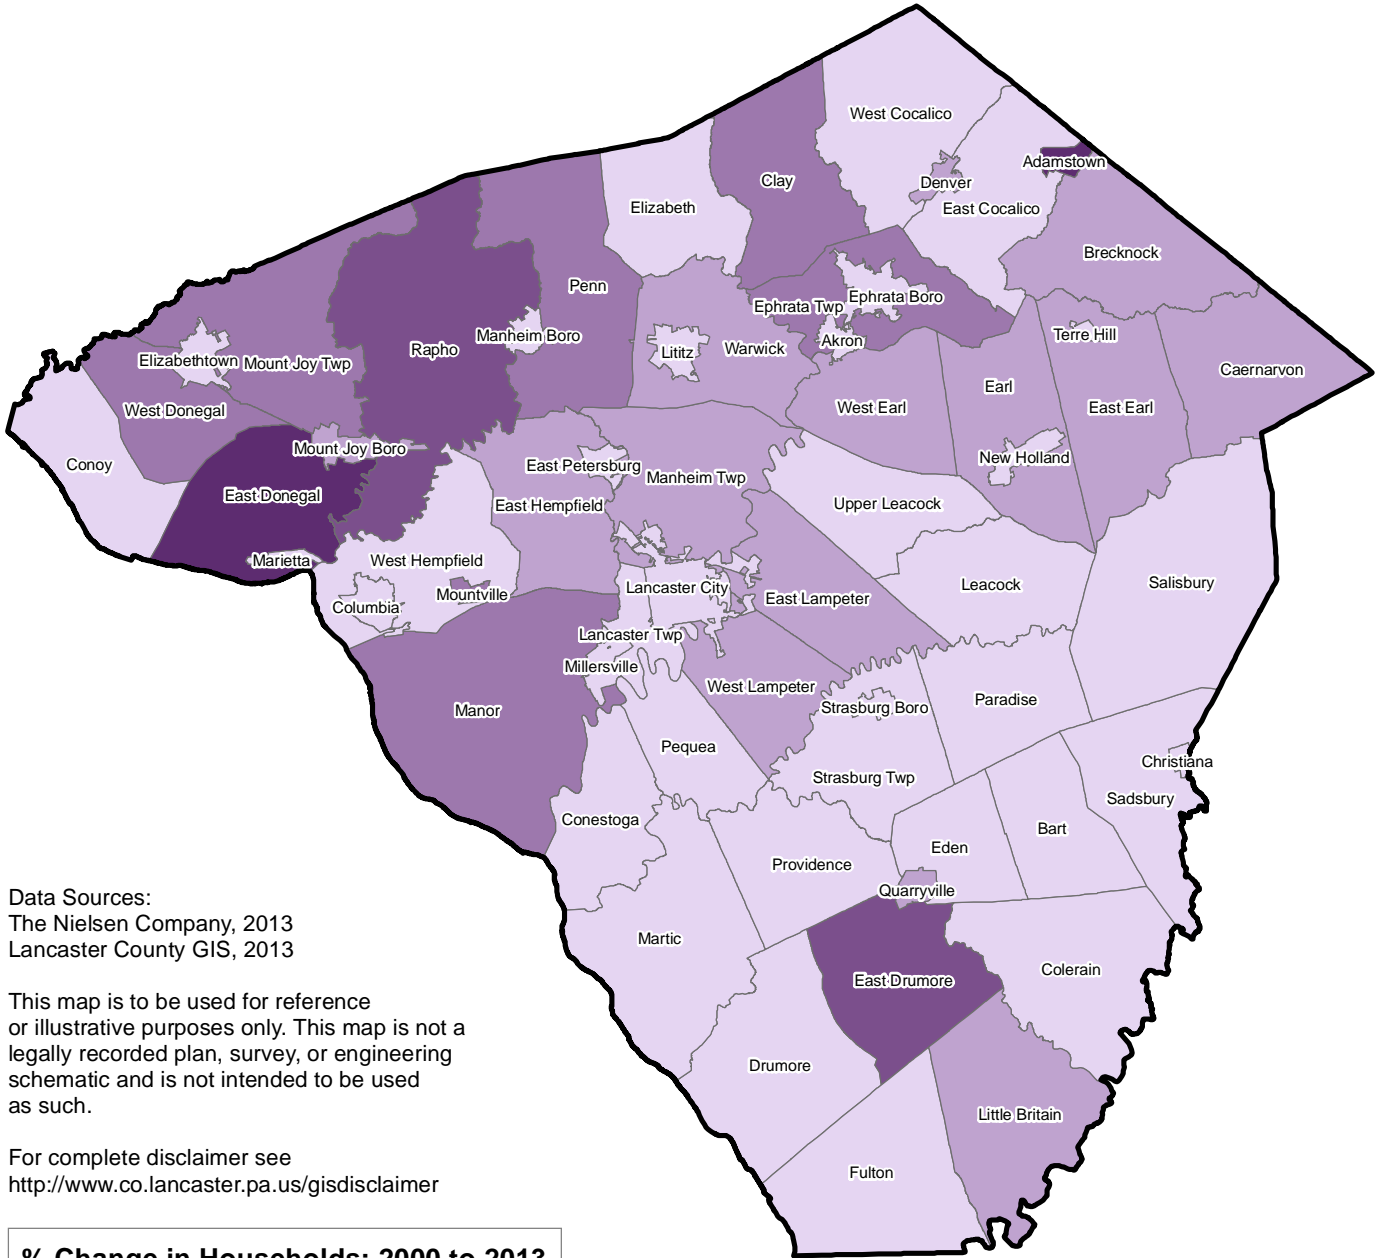 West Cocalico
Adamstown
Clay
Denver
Elizabeth
East Cocalico
Brecknock
Penn
Ephrata Twp
Ephrata Boro
Manheim Boro
Terre Hill
Akron
Rapho
Lititz
Warwick
Elizabethtown
Mount Joy Twp
Caernarvon
Earl
West Donegal
West Earl
East Earl
Mount Joy Boro
New Holland
Conoy
East Petersburg
Manheim Twp
East Donegal
East Hempfield
Upper Leacock
Marietta
West Hempfield
Salisbury
Leacock
Lancaster City
Mountville
East Lampeter
Columbia
Lancaster Twp
Millersville
West Lampeter
Paradise
Strasburg Boro
Manor
Pequea
Christiana
Strasburg Twp
Sadsbury
Conestoga
Bart
Eden
Providence
Quarryville
Martic
Colerain
East Drumore
Drumore
Little Britain
Fulton
Data Sources:
The Nielsen Company, 2013
Lancaster County GIS, 2013
This map is to be used for reference
or illustrative purposes only. This map is not a
legally recorded plan, survey, or engineering
schematic and is not intended to be used
as such.
For complete disclaimer see
http://www.co.lancaster.pa.us/gisdisclaimer
% Change in Households: 2000 to 2013